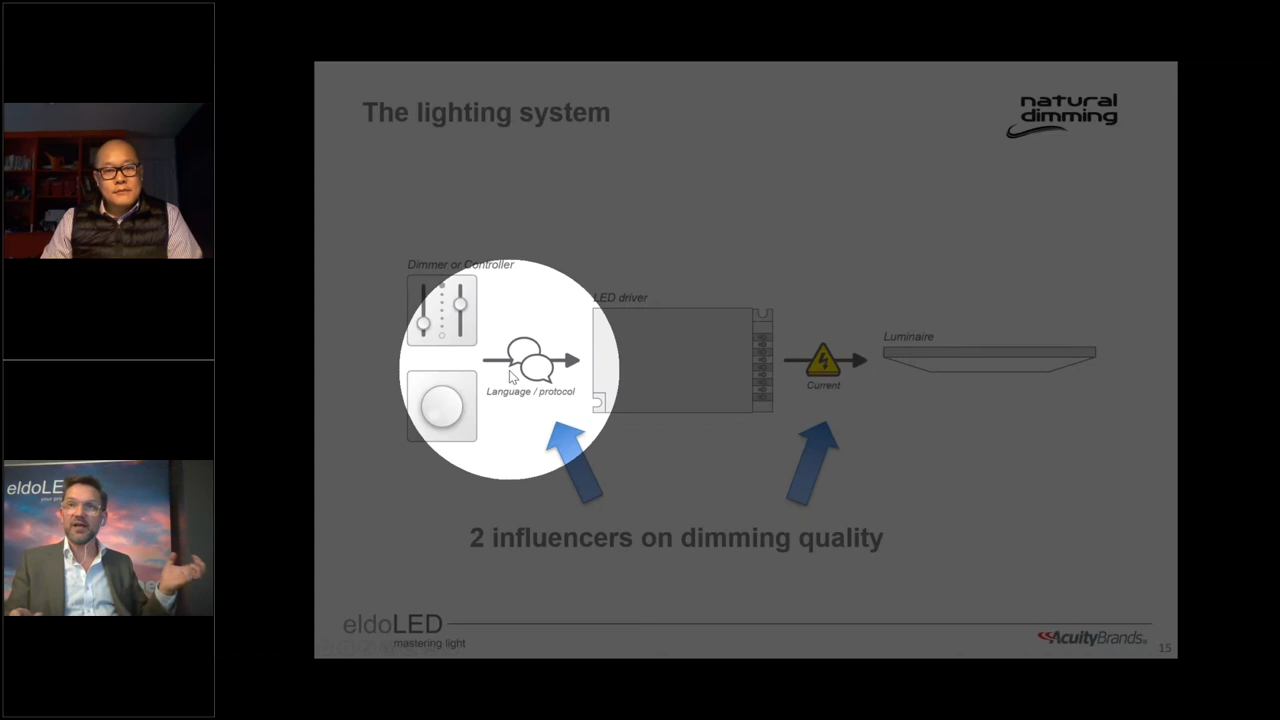 The lighting system
natural
dimming
Dimmer or Controller
LED driver
Luminaire
Language / protocol
Current
2 influencers on dimming quality
eldoLED
mastering light
AcuityBrands®
15
eldoLE